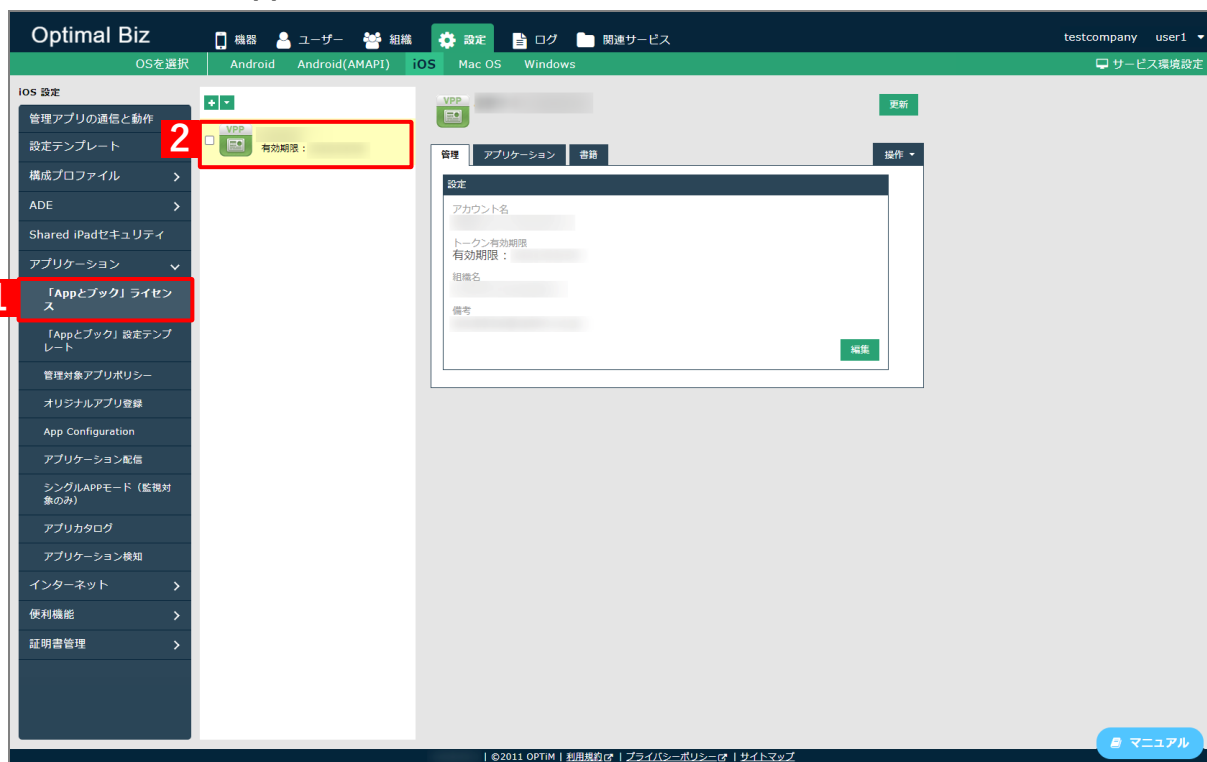 Optimal Biz
機器
ユーザー
組織
設定
ログ
関連サービス
testcompany user1
OSを選択
Android
Android(AMAPI)
iOS
Mac OS
Windows
サービス環境設定
iOS 設定
管理アプリの通信と動作
設定テンプレート
構成プロファイル
ADE
Shared iPadセキュリティ
アプリケーション
1
「Appとブック」ライセン
ス
「Appとブック」設定テンプ
レート
管理対象アプリポリシー
オリジナルアプリ登録
App Configuration
アプリケーション配信
シングルAPPモード（監視対
象のみ）
アプリカタログ
アプリケーション検知
インターネット
便利機能
証明書管理
2
VPP
有効期限：
VPP
更新
管理
アプリケーション
書籍
操作
設定
アカウント名
トークン有効期限
有効期限：
組織名
備考
編集
マニュアル
| ©2011 OPTiM | 利用規約 | プライバシーポリシー | サイトマップ